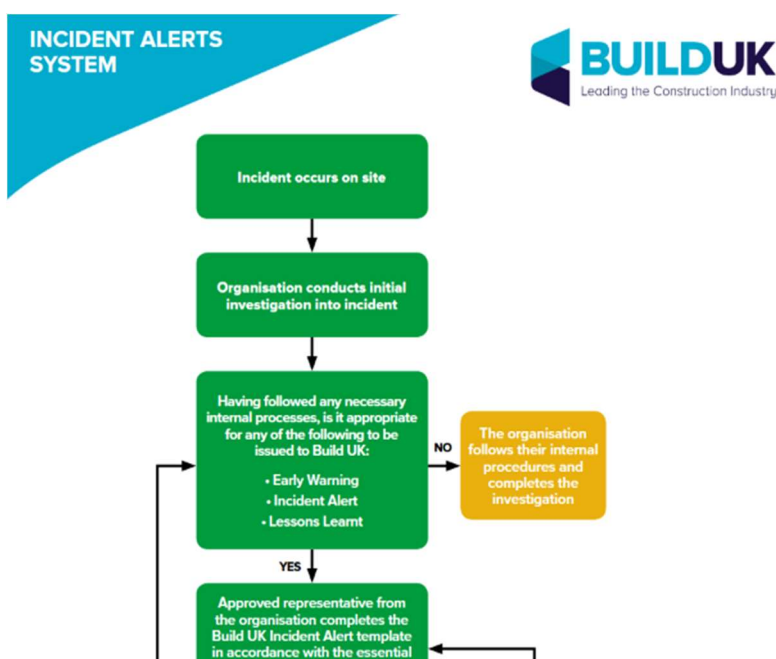 INCIDENT ALERTS
SYSTEM
BUILDUK
Leading the Construction Industry
Incident occurs on site
Organisation conducts initial
investigation into incident
Having followed any necessary
internal processes, is it appropriate
for any of the following to be
issued to Build UK:
• Early Warning
• Incident Alert
• Lessons Learnt
NO
The organisation
follows their internal
procedures and
completes the
investigation
YES
Approved representative from
the organisation completes the
Build UK Incident Alert template
in accordance with the essential